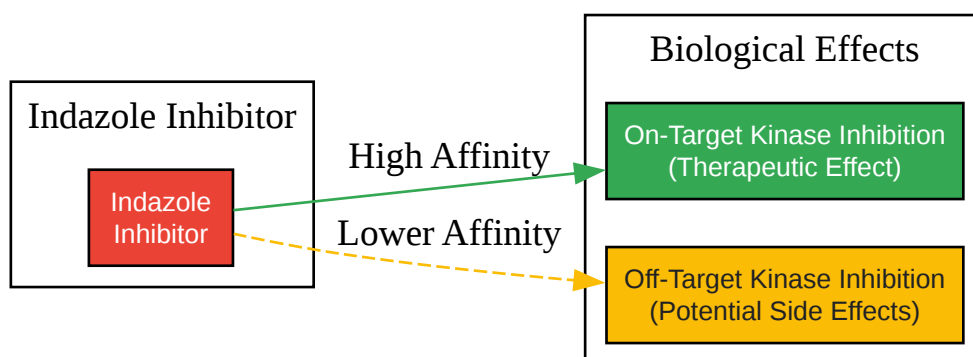 Biological Effects
Indazole Inhibitor
On-Target Kinase Inhibition
(Therapeutic Effect)
High Affinity
Indazole
Inhibitor
Lower Affinity
Off-Target Kinase Inhibition
(Potential Side Effects)